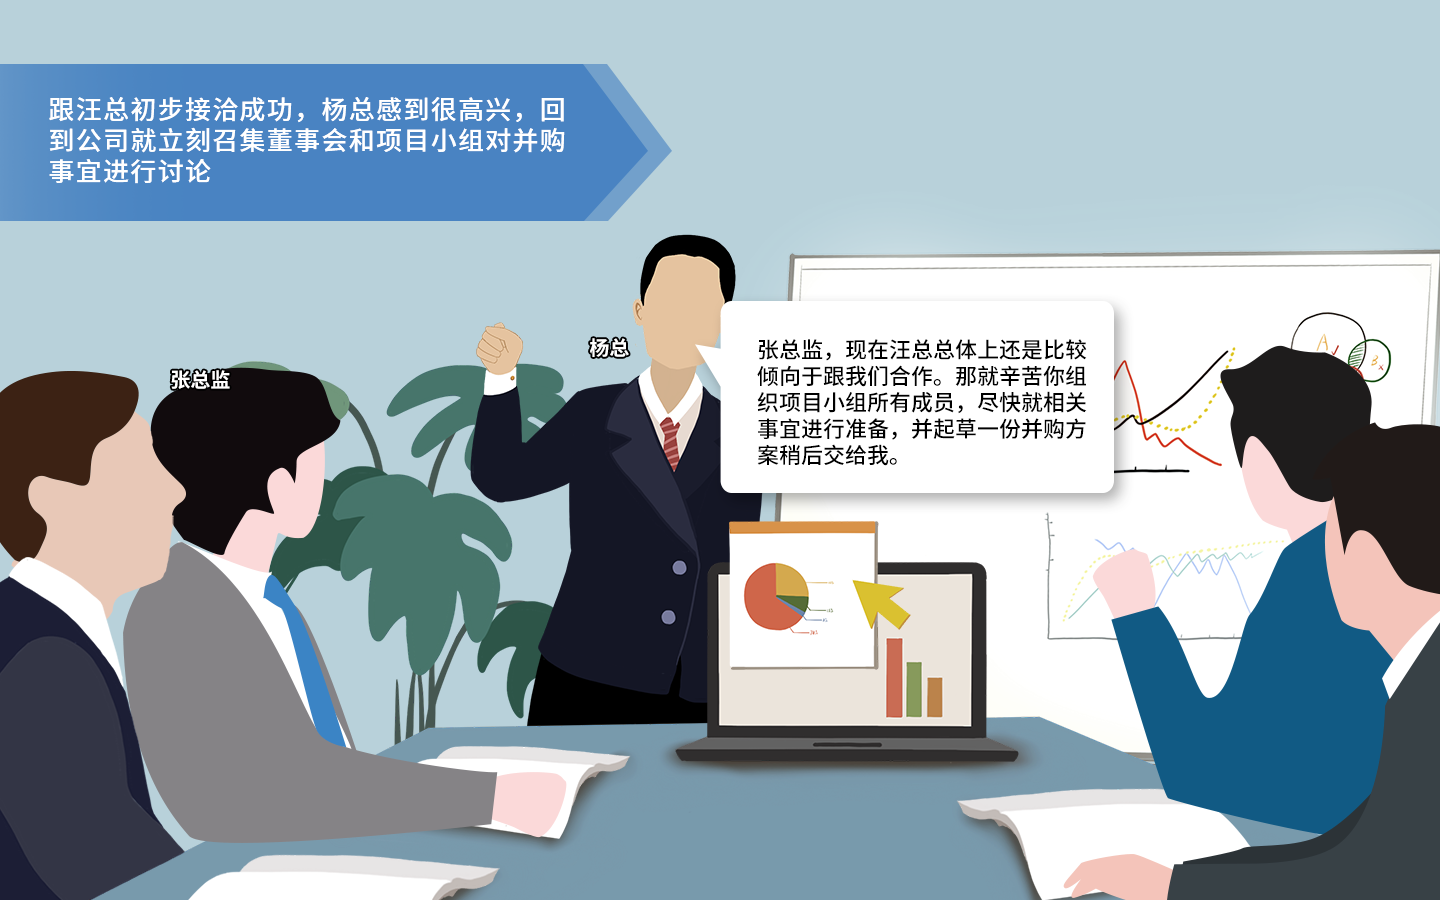 跟汪总初步接洽成功，杨总感到很高兴，回
到公司就立刻召集董事会和项目小组对并购
事宜进行讨论
杨总
张总监
张总监，现在汪总总体上还是比较
倾向于跟我们合作。那就辛苦你组
织项目小组所有成员，尽快就相关
事宜进行准备，并起草一份并购方
案稍后交给我。
A
B